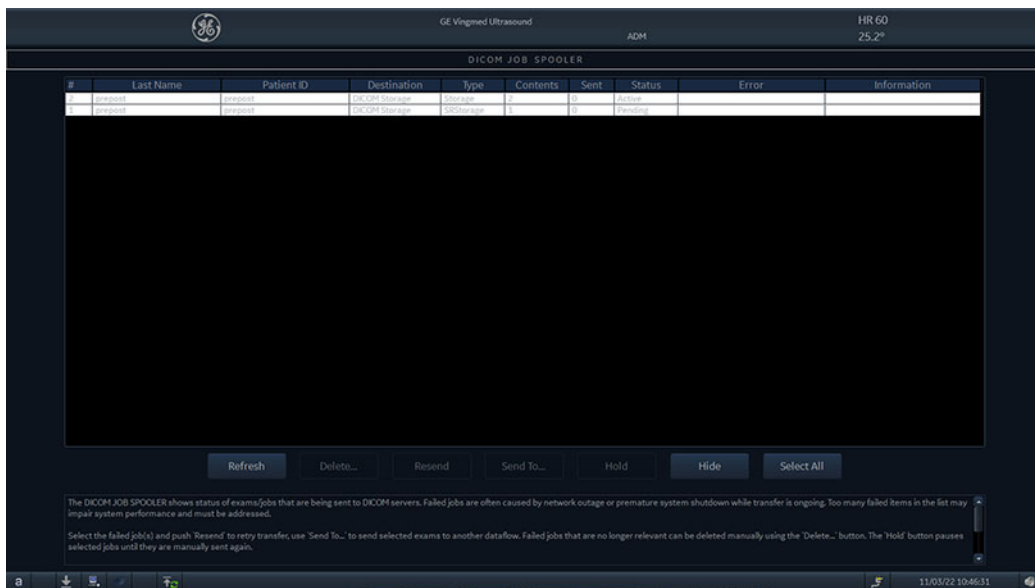 GE Vingmed Ultrasound
HR 60
ADM
25.2°
DICOM JOB SPOOLER
# Last Name Patient ID Destination Type Contents Sent Status Error Information
2 prepost prepost DICOM Storage Storage 2 0 Active
1 prepost prepost DICOM Storage SRStorage 1 0 Pending
Refresh Delete... Resend Send To... Hold Hide Select All
The DICOM JOB SPOOLER shows status of exams/jobs that are being sent to DICOM servers. Failed jobs are often caused by network outage or premature system shutdown while transfer is ongoing. Too many failed items in the list may
impair system performance and must be addressed.
Select the failed job(s) and push 'Resend' to retry transfer, use 'Send To...' to send selected exams to another dataflow. Failed jobs that are no longer relevant can be deleted manually using the 'Delete...' button. The 'Hold' button pauses
selected jobs until they are manually sent again.
a 11/03/22 10:46:31